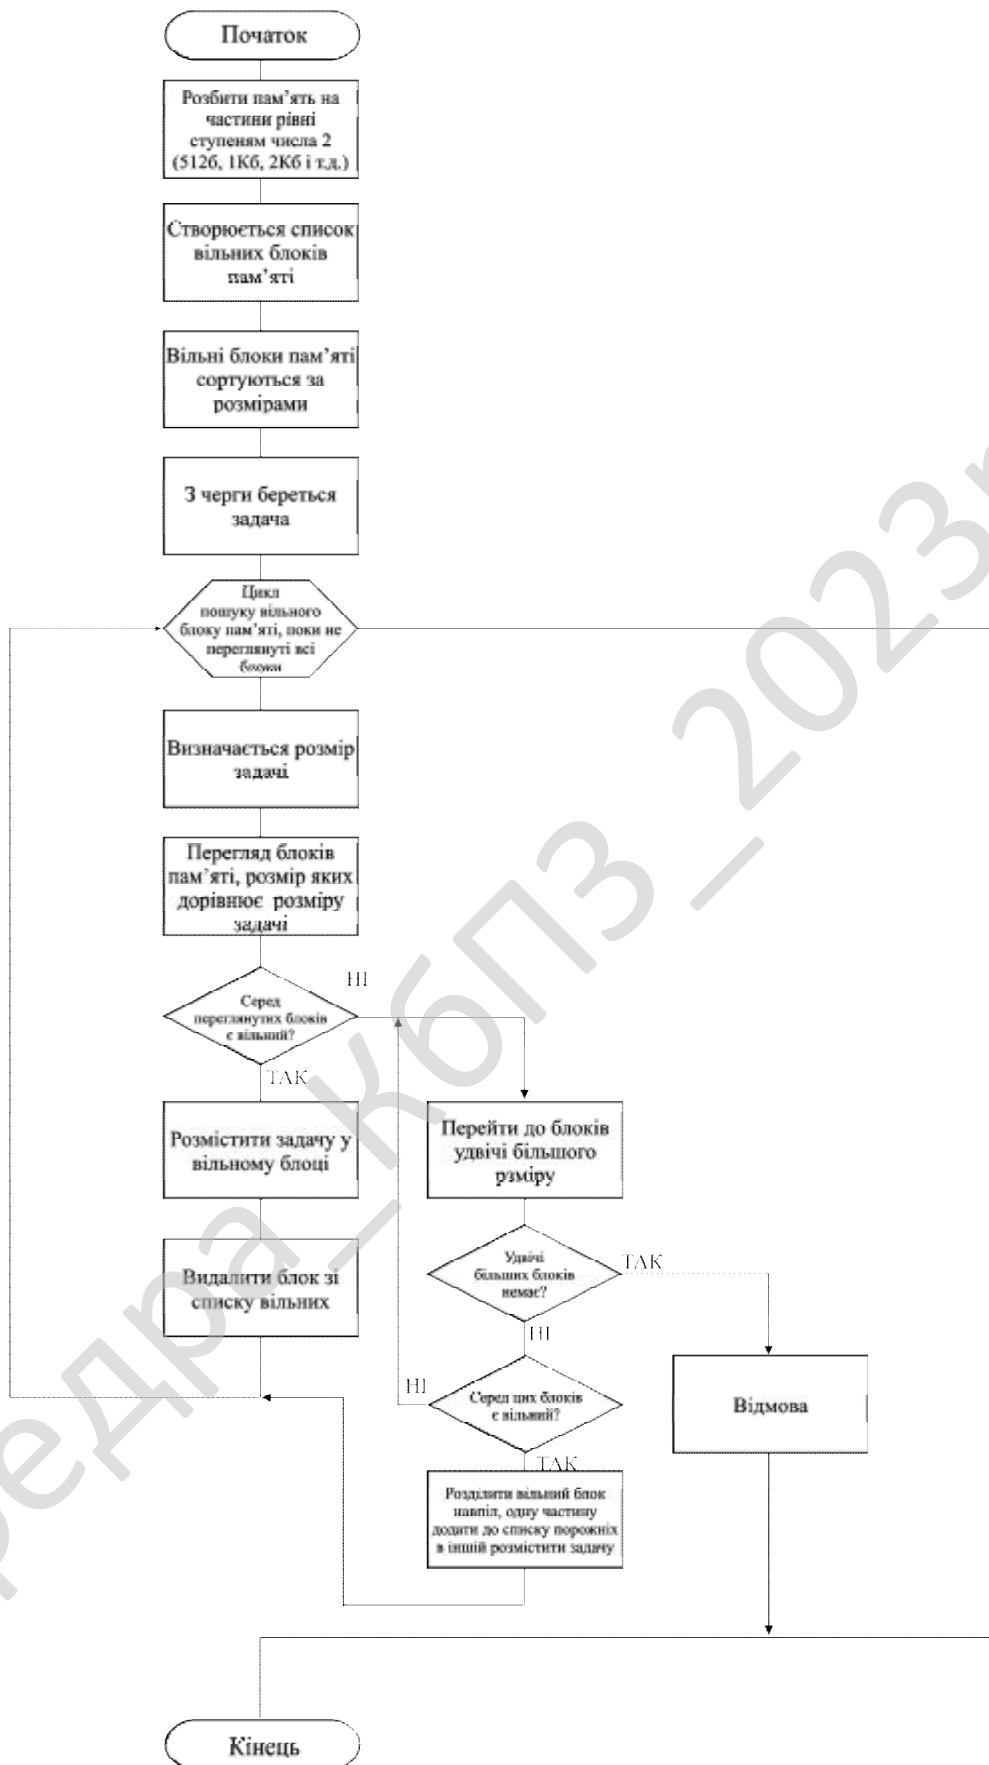 Початок
Розбити пам’ять на
частини рівні
ступеням числа 2
(512б, 1Кб, 2Кб і т.д.)
Створюється список
вільних блоків
пам’яті
Вільні блоки пам’яті
сортуються за
розмірами
З черги береться
задача
Цикл
пошуку вільного
блоку пам’яті, поки не
переглянуті всі
блоки
Визначається розмір
задачі
Перегляд блоків
пам’яті, розмір яких
дорівнює розміру
задачі
НІ
Серед
переглянутих блоків
є вільний?
ТАК
Розмістити задачу у
вільному блоці
Видалити блок зі
списку вільних
Перейти до блоків
удвічі більшого
рзміру
Удвічі
більших блоків
немає?
ТАК
НІ
Серед цих блоків
є вільний?
НІ
ТАК
Розділити вільний блок
навпіл, одну частину
додати до списку порожніх
в іншій розмістити задачу
Відмова
Кінець
едра_КбПЗ_2023